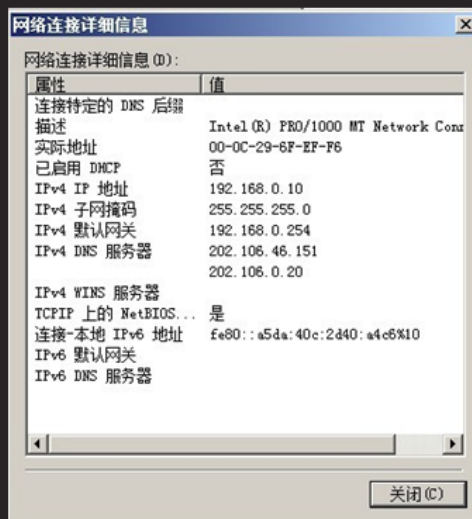 网络连接详细信息
网络连接详细信息(D):
属性 值
连接特定的 DNS 后缀
描述 Intel(R) PRO/1000 MT Network Conn
实际地址 00-0C-29-6F-EF-F6
已启用 DHCP 否
IPv4 IP 地址 192.168.0.10
IPv4 子网掩码 255.255.255.0
IPv4 默认网关 192.168.0.254
IPv4 DNS 服务器 202.106.46.151
202.106.0.20
IPv4 WINS 服务器
TCPIP 上的 NetBIOS... 是
连接-本地 IPv6 地址 fe80::a5da:40c:2d40:a4c6%10
IPv6 默认网关
IPv6 DNS 服务器
关闭(C)